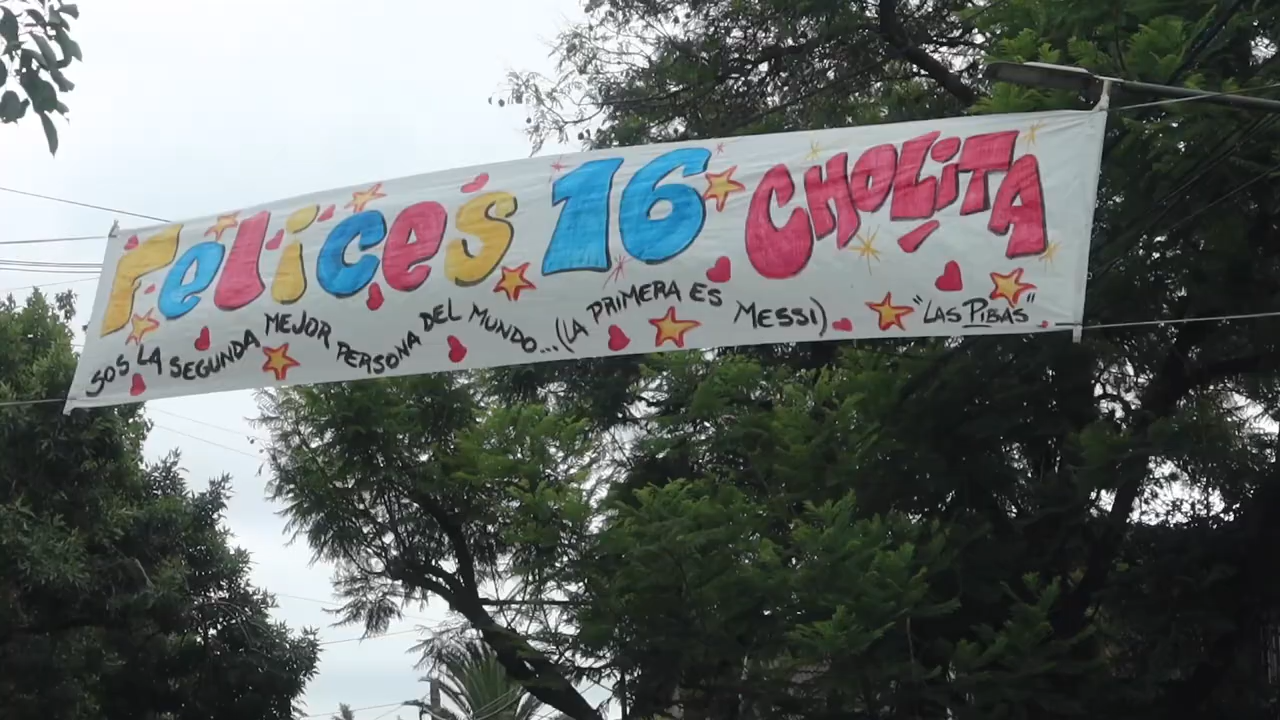 Felices 16 CHOLITA
SOS LA SEGUNDA MEJOR PERSONA DEL MUNDO...(LA PRIMERA ES MESSI) "LAS PIBAS"